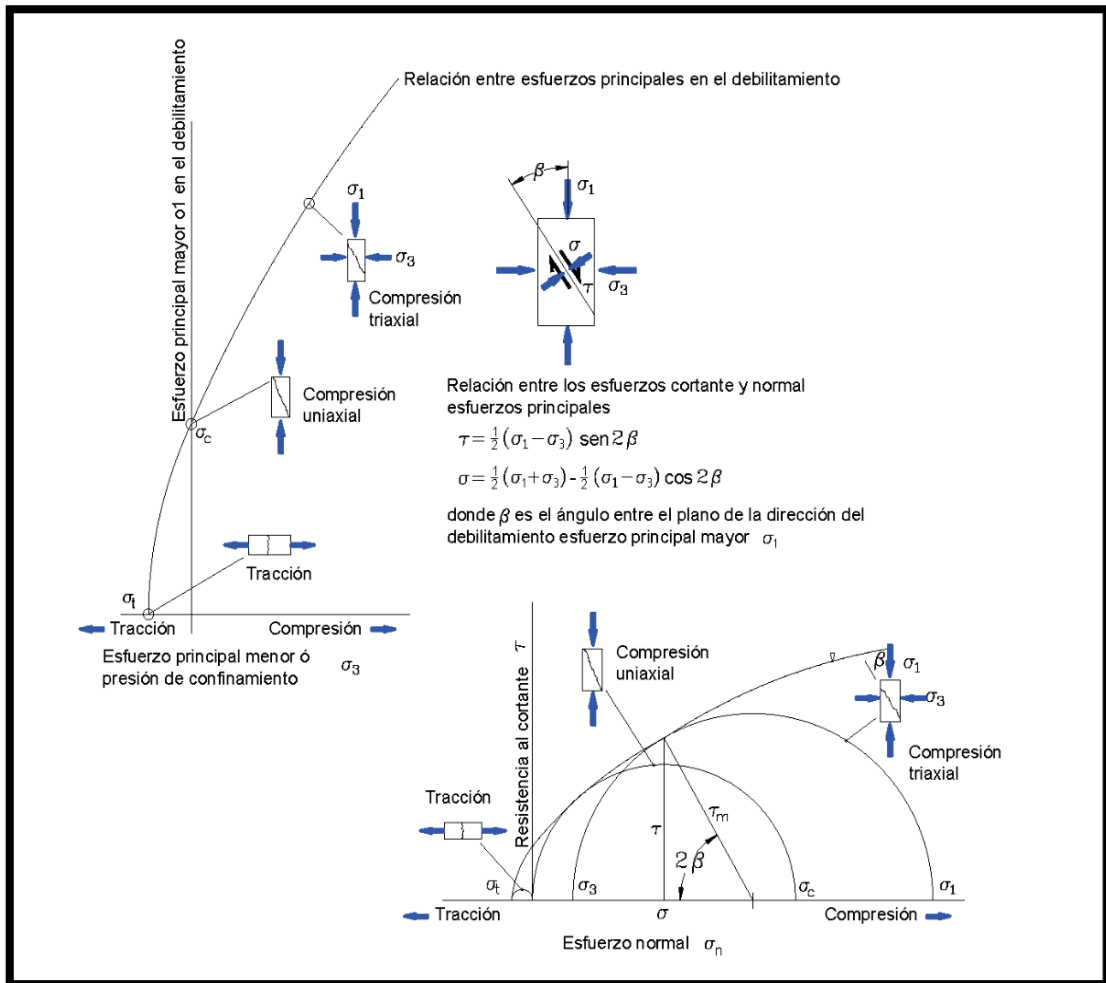 Relación entre esfuerzos principales en el debilitamiento
Esfuerzo principal mayor σ1 en el debilitamiento
σ1
σ3
Compresión
triaxial
Compresión
uniaxial
σc
Tracción
σt
Tracción
Compresión
Esfuerzo principal menor ó
presión de confinamiento
σ3
β
σ1
σ
τ
σ3
Relación entre los esfuerzos cortante y normal
esfuerzos principales
τ = 1/2 (σ1 − σ3) sen 2β
σ = 1/2 (σ1 + σ3) - 1/2 (σ1 − σ3) cos 2β
donde β es el ángulo entre el plano de la dirección del
debilitamiento esfuerzo principal mayor σ1
Resistencia al cortante τ
Compresión
uniaxial
β
σ1
σ3
Compresión
triaxial
Tracción
τ
τm
2β
σt
σ3
σc
σ1
Tracción
σ
Compresión
Esfuerzo normal σn